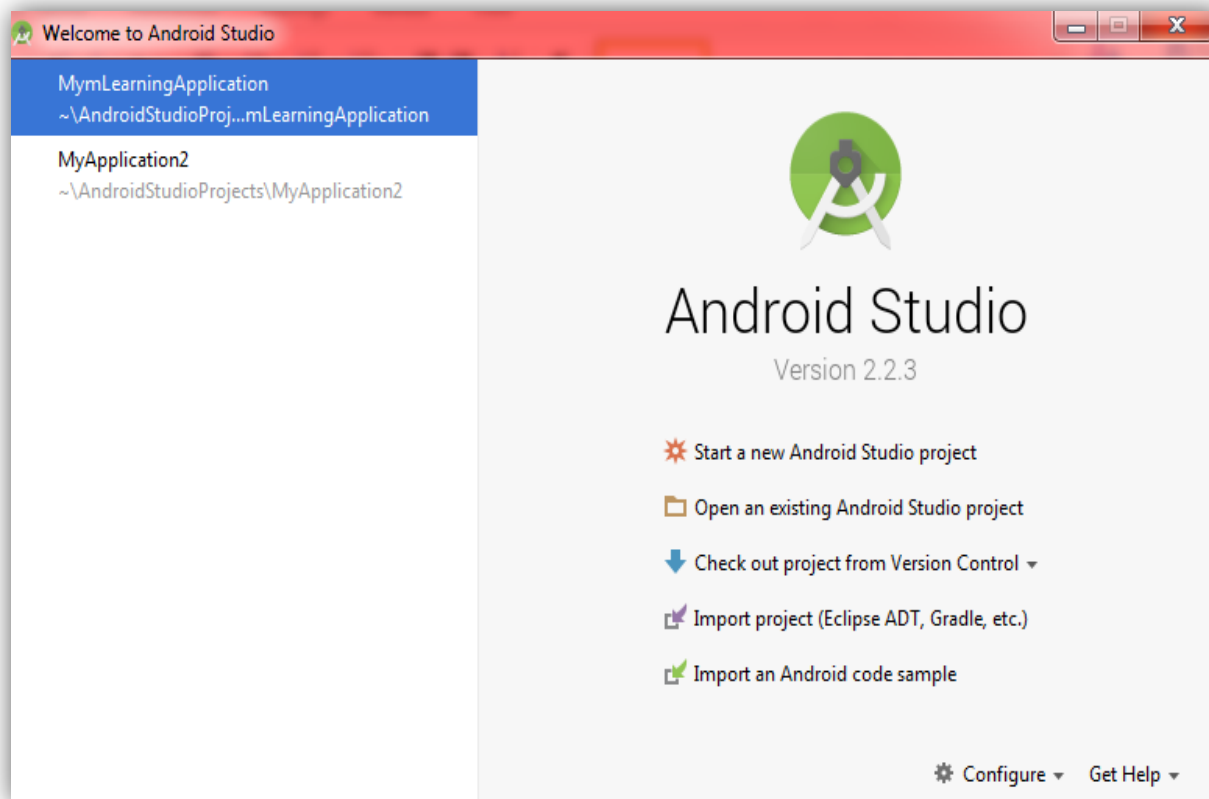 Welcome to Android Studio
MymLearningApplication
~\AndroidStudioProj...mLearningApplication
MyApplication2
~\AndroidStudioProjects\MyApplication2
Android Studio
Version 2.2.3
Start a new Android Studio project
Open an existing Android Studio project
Check out project from Version Control
Import project (Eclipse ADT, Gradle, etc.)
Import an Android code sample
Configure Get Help